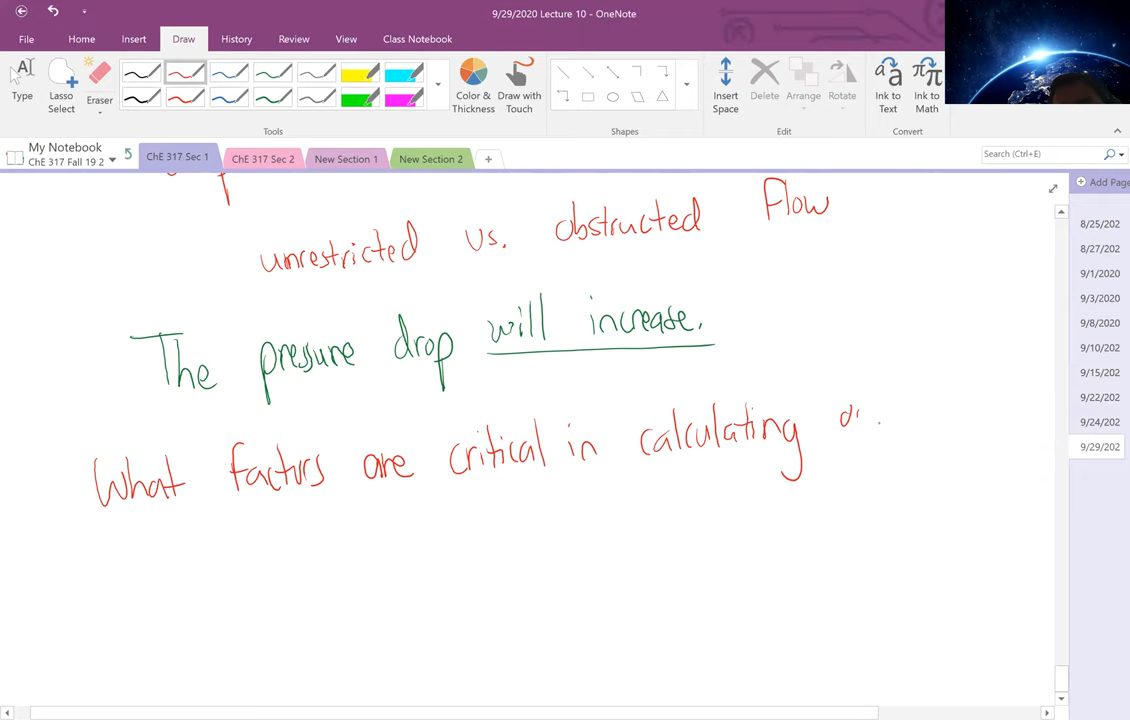 9/29/2020 Lecture 10 - OneNote
File Home Insert Draw History Review View Class Notebook
Type
Lasso Select
Eraser
Color & Thickness
Draw with Touch
Insert Space
Delete
Arrange
Rotate
Ink to Text
Ink to Math
Tools
Shapes
Edit
Convert
My Notebook
ChE 317 Fall 19 2
ChE 317 Sec 1
ChE 317 Sec 2
New Section 1
New Section 2
Search (Ctrl+E)
Add Page
8/25/202
8/27/202
9/1/2020
9/3/2020
9/8/2020
9/10/202
9/15/202
9/22/202
9/24/202
9/29/202
unrestricted vs. obstructed Flow
The pressure drop will increase.
What factors are critical in calculating